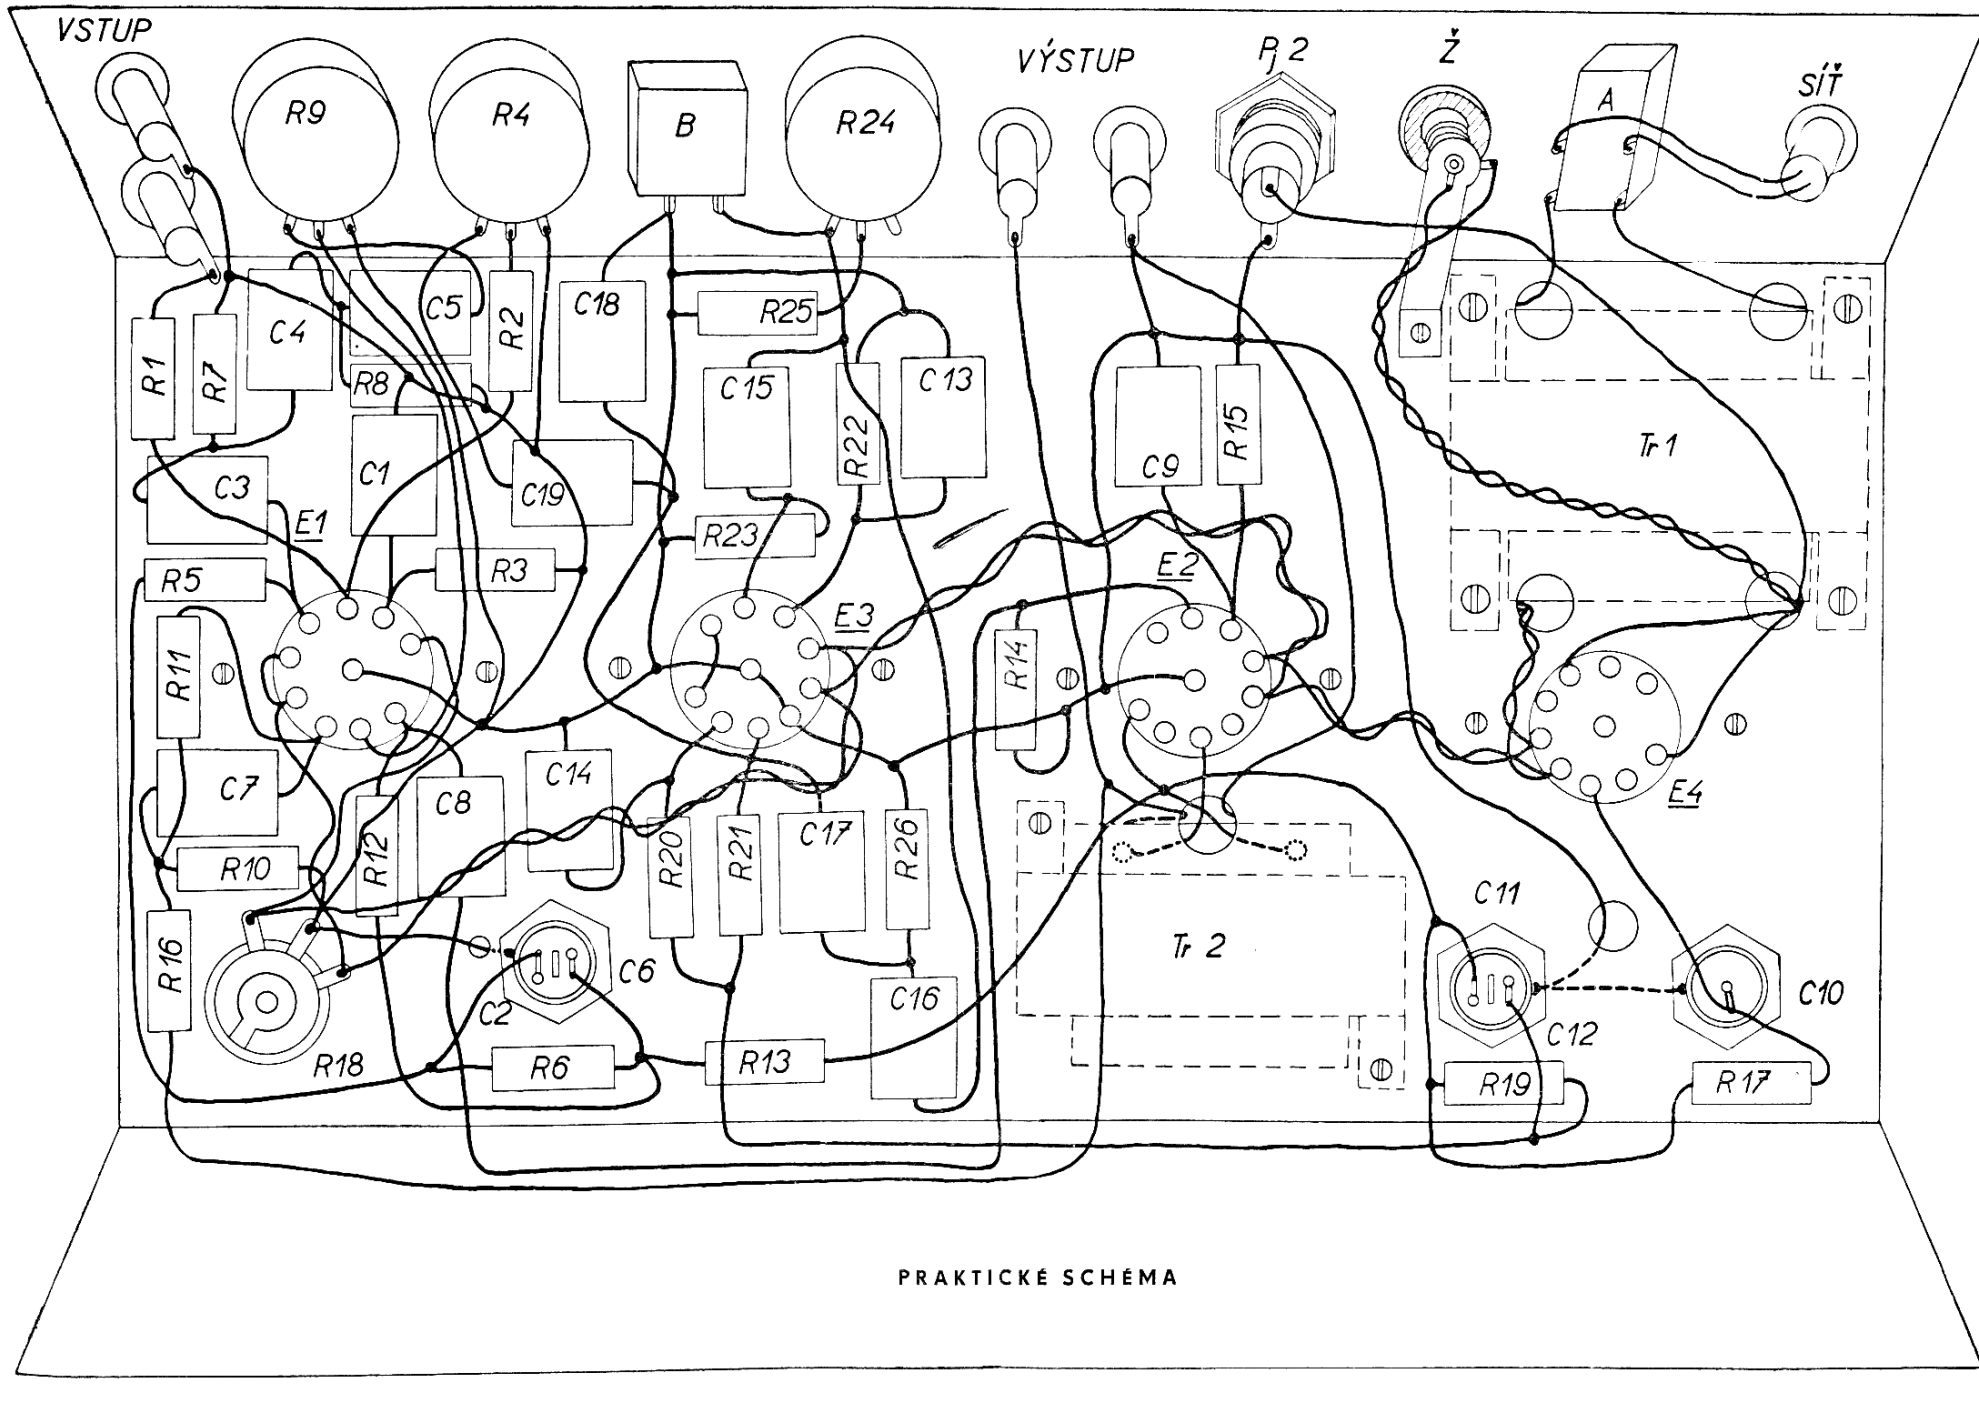 VSTUP
R9
R4
B
R24
VÝSTUP
Pj 2
Ž
A
SÍŤ
R1
R7
C4
C5
R8
R2
C18
R25
C15
R22
C13
C9
R15
Tr 1
C3
E1
C1
C19
R23
R5
R3
E3
E2
R11
R14
C7
R12
C8
C14
R20
R21
C17
R26
E4
R10
R16
R18
C2
C6
C16
Tr 2
C11
C12
C10
R6
R13
R19
R17
PRAKTICKÉ SCHÉMA